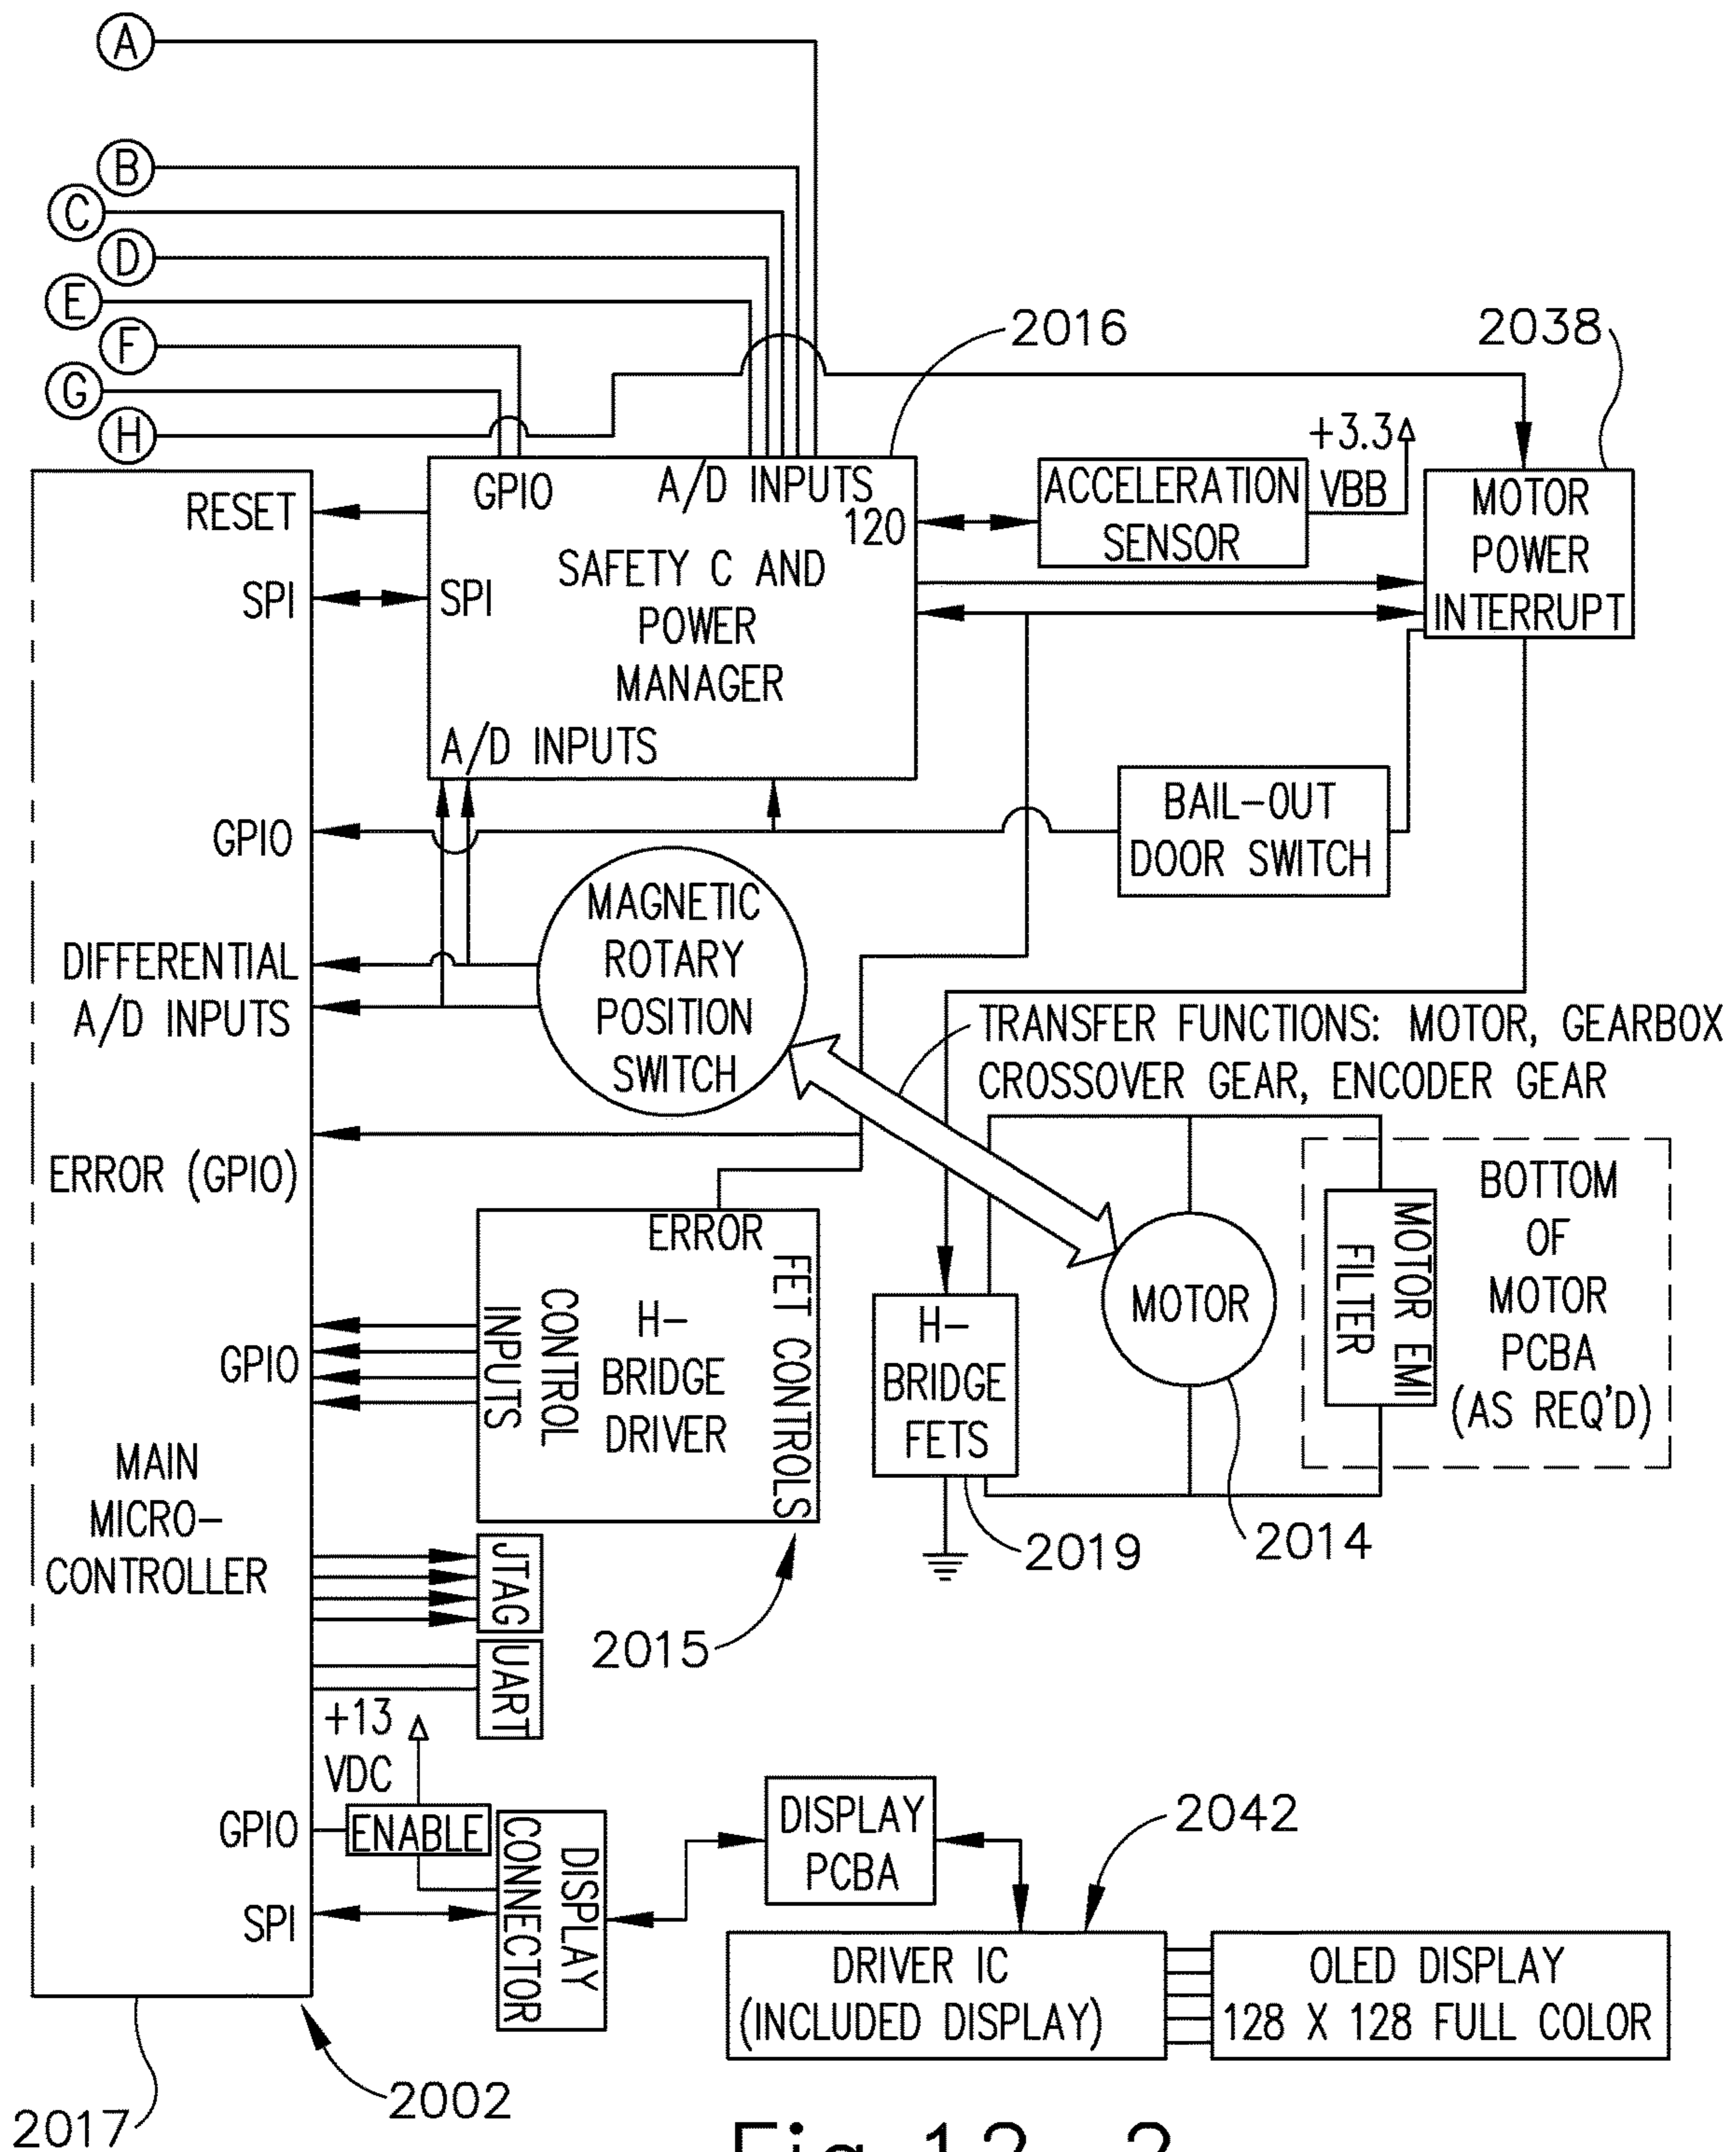 A
B
C
D
E
F
G
H
2016
2038
RESET
SPI
GPIO
DIFFERENTIAL
A/D INPUTS
ERROR (GPIO)
GPIO
MAIN
MICRO-
CONTROLLER
GPIO
SPI
GPIO
A/D INPUTS
120
SPI
SAFETY C AND
POWER
MANAGER
A/D INPUTS
ACCELERATION
SENSOR
+3.3
VBB
MOTOR
POWER
INTERRUPT
BAIL-OUT
DOOR SWITCH
MAGNETIC
ROTARY
POSITION
SWITCH
TRANSFER FUNCTIONS: MOTOR, GEARBOX
CROSSOVER GEAR, ENCODER GEAR
ERROR
CONTROL
INPUTS
H-
BRIDGE
DRIVER
FET CONTROLS
H-
BRIDGE
FETS
MOTOR
MOTOR EMI
FILTER
BOTTOM
OF
MOTOR
PCBA
(AS REQ'D)
2019
2014
JTAG
2015
UART
+13
VDC
ENABLE
DISPLAY
CONNECTOR
DISPLAY
PCBA
2042
DRIVER IC
(INCLUDED DISPLAY)
OLED DISPLAY
128 X 128 FULL COLOR
2002
2017
Fig.12-2